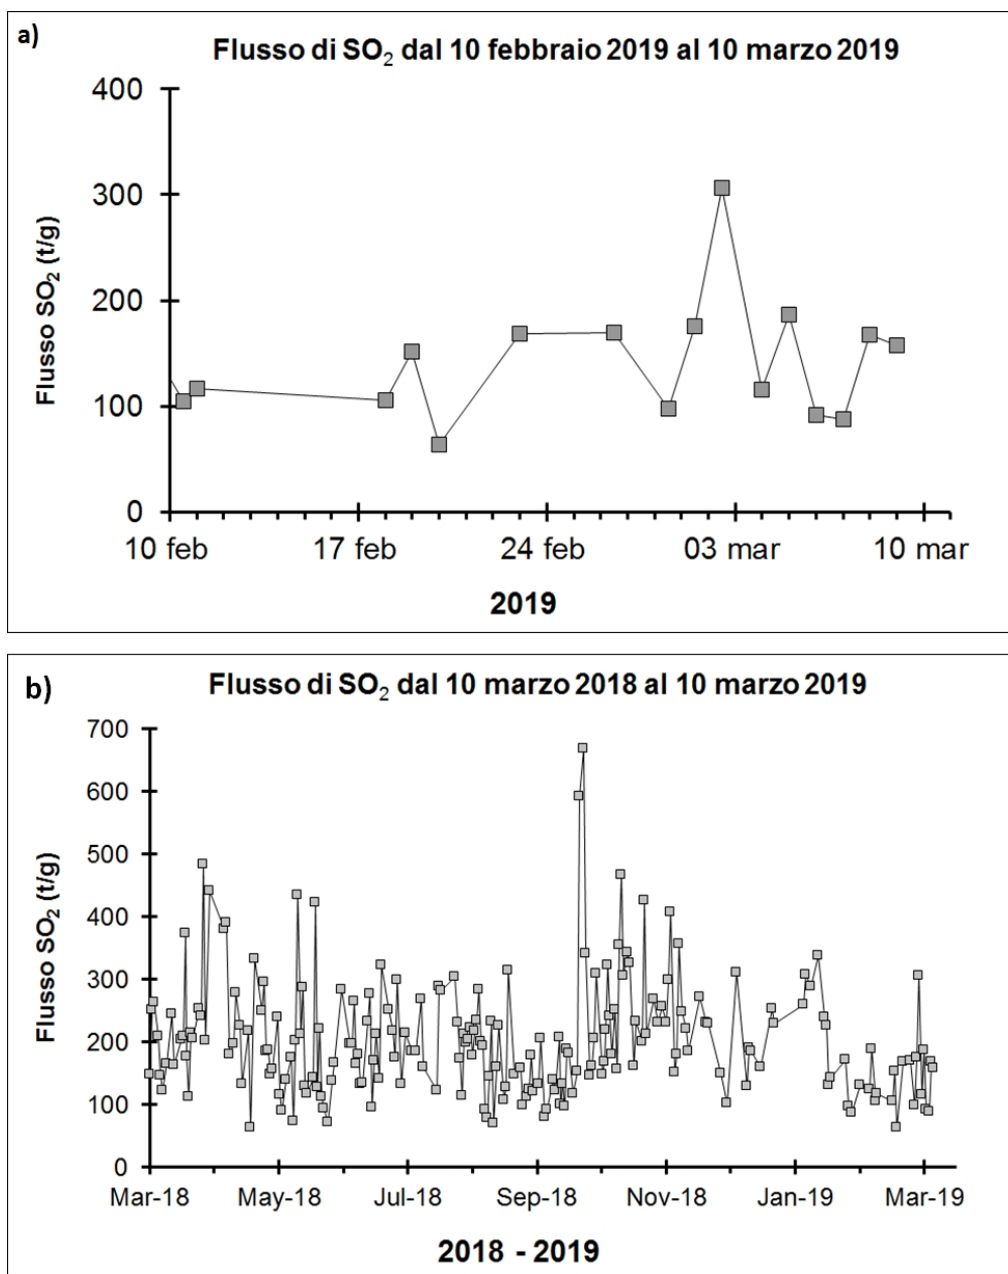 a)
Flusso di SO₂ dal 10 febbraio 2019 al 10 marzo 2019
Flusso SO₂ (t/g)
400
300
200
100
0
10 feb 17 feb 24 feb 03 mar 10 mar
2019
b)
Flusso di SO₂ dal 10 marzo 2018 al 10 marzo 2019
Flusso SO₂ (t/g)
700
600
500
400
300
200
100
0
Mar-18 May-18 Jul-18 Sep-18 Nov-18 Jan-19 Mar-19
2018 - 2019